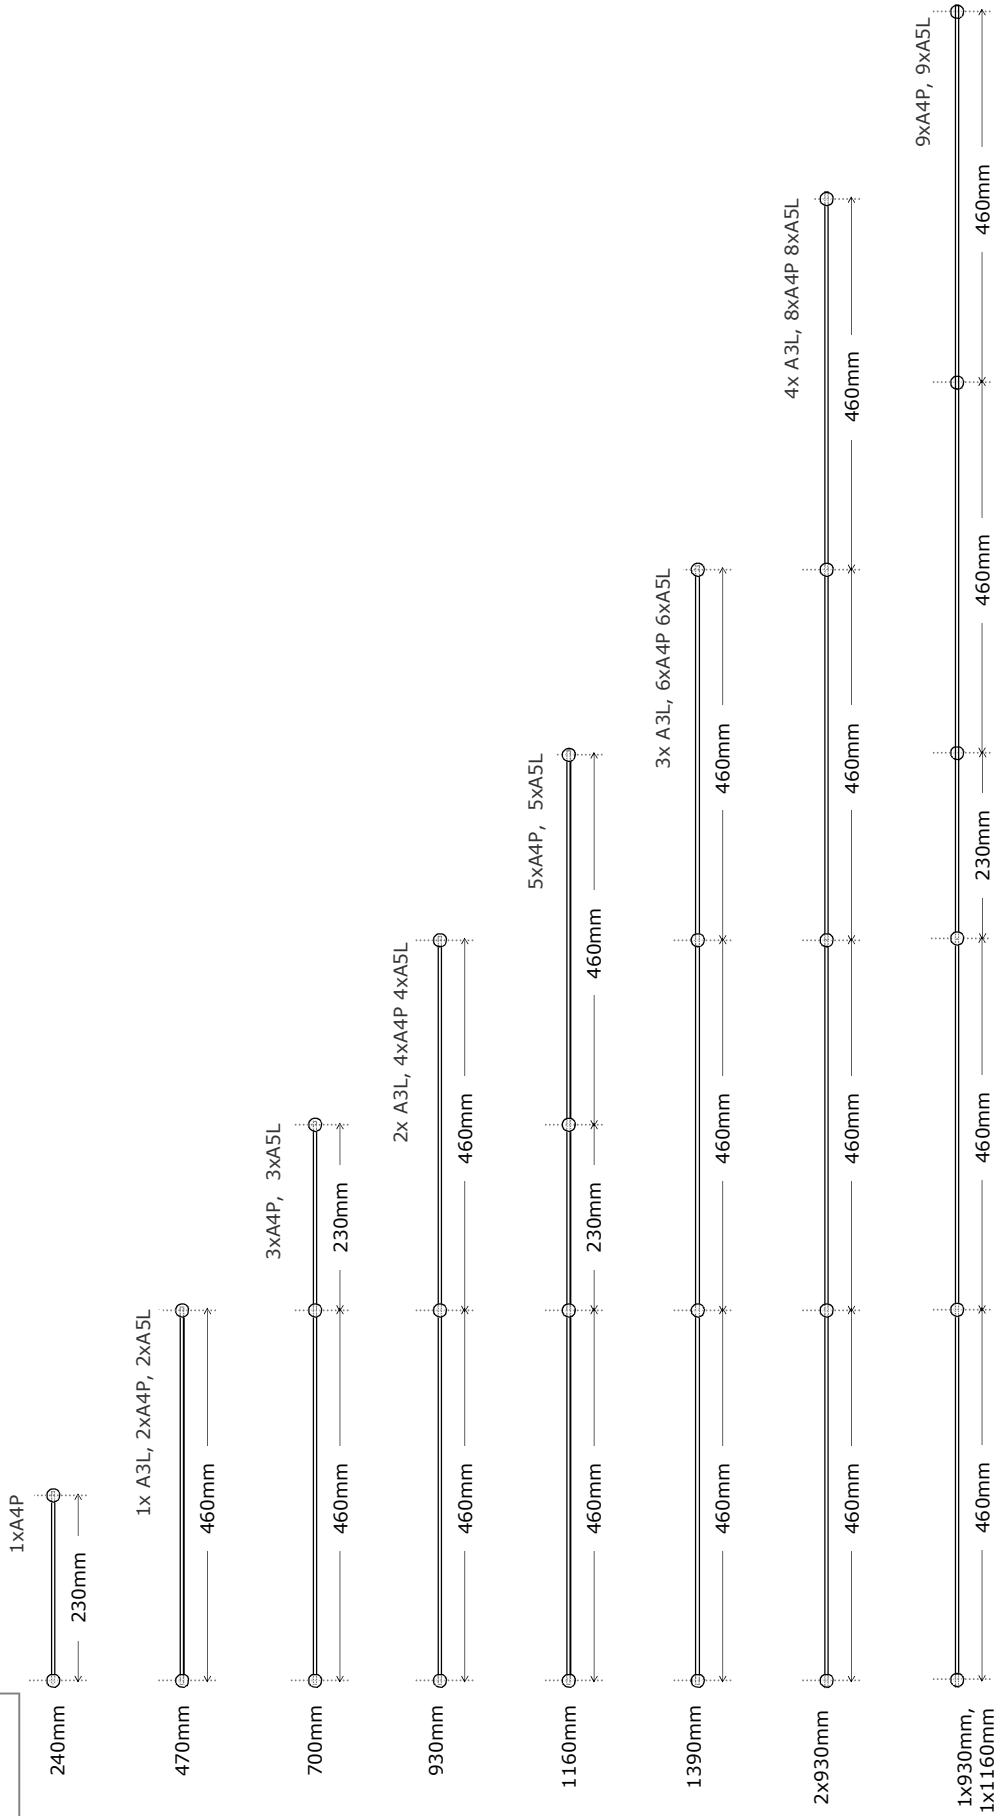 1xA4P
230mm
240mm
1x A3L, 2xA4P, 2xA5L
460mm
470mm
3xA4P, 3xA5L
460mm
230mm
700mm
2x A3L, 4xA4P 4xA5L
460mm
460mm
930mm
5xA4P, 5xA5L
460mm
230mm
460mm
1160mm
3x A3L, 6xA4P 6xA5L
460mm
460mm
460mm
1390mm
4x A3L, 8xA4P 8xA5L
460mm
460mm
460mm
460mm
2x930mm
9xA4P, 9xA5L
460mm
460mm
230mm
460mm
460mm
1x930mm,
1x1160mm